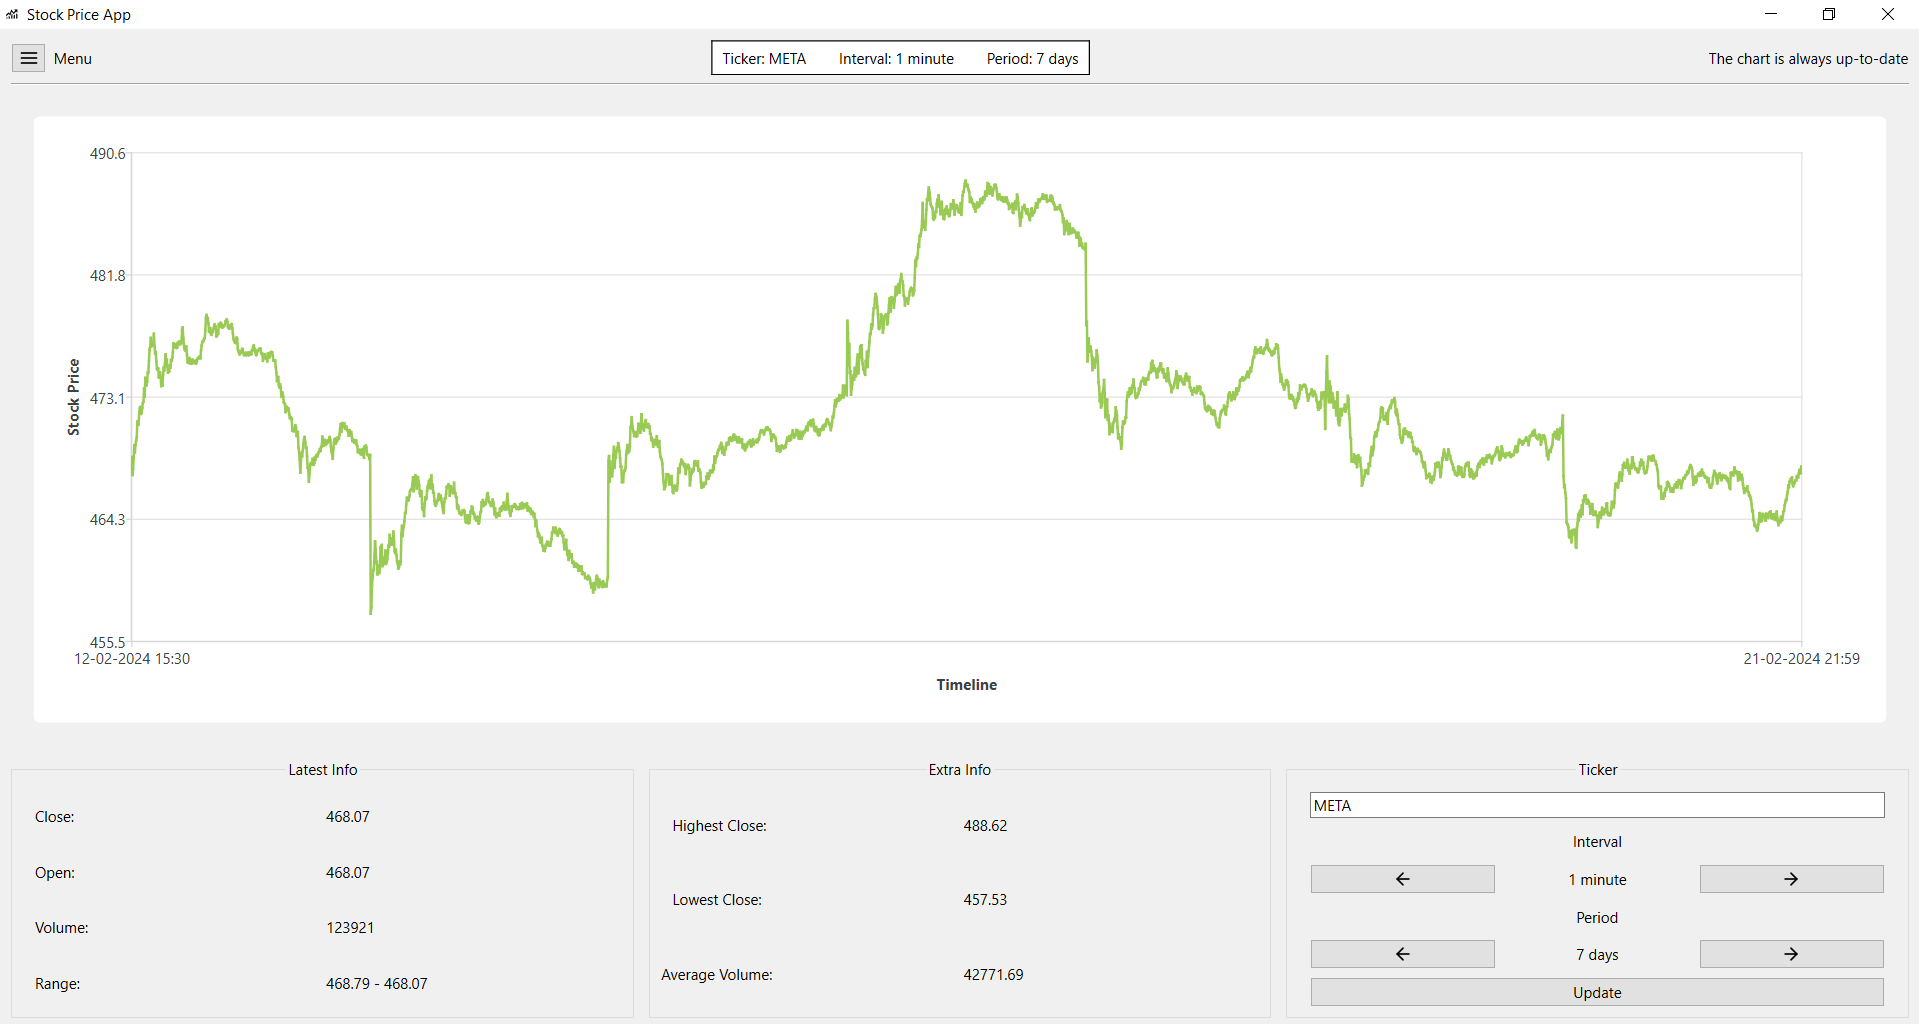 Stock Price App
Menu
Ticker: META Interval: 1 minute Period: 7 days
The chart is always up-to-date
490.6
481.8
473.1
464.3
455.5
Stock Price
12-02-2024 15:30
21-02-2024 21:59
Timeline
Latest Info
Close: 468.07
Open: 468.07
Volume: 123921
Range: 468.79 - 468.07
Extra Info
Highest Close: 488.62
Lowest Close: 457.53
Average Volume: 42771.69
Ticker
META
Interval
← 1 minute →
Period
← 7 days →
Update